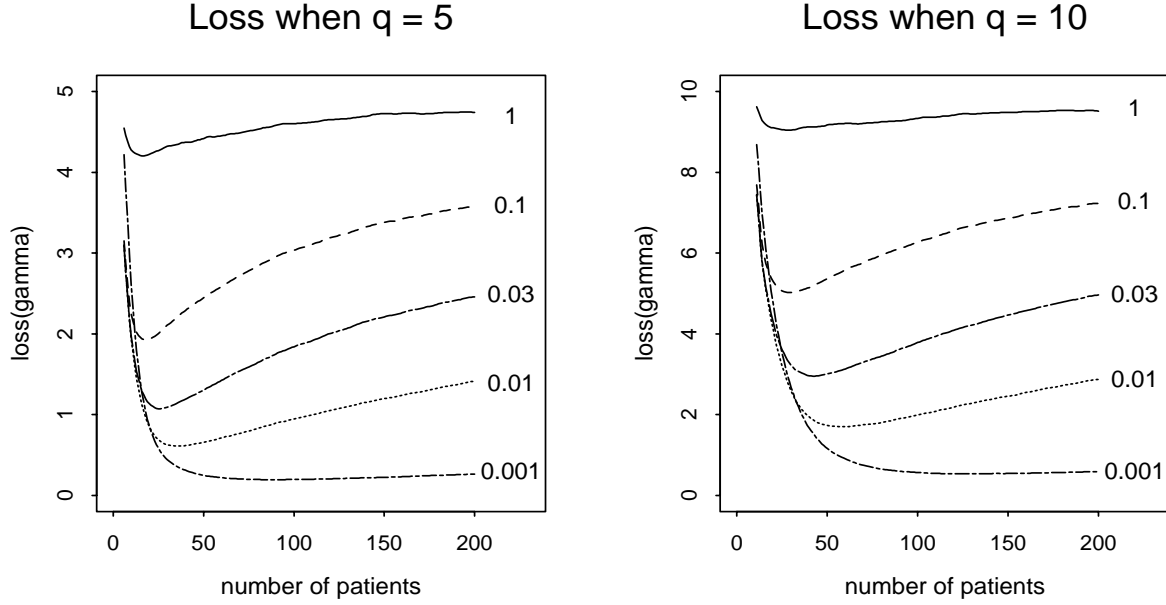 Loss when q = 5
loss(gamma)
5
4
3
2
1
0
1
0.1
0.03
0.01
0.001
0 50 100 150 200
number of patients
Loss when q = 10
loss(gamma)
10
8
6
4
2
0
1
0.1
0.03
0.01
0.001
0 50 100 150 200
number of patients